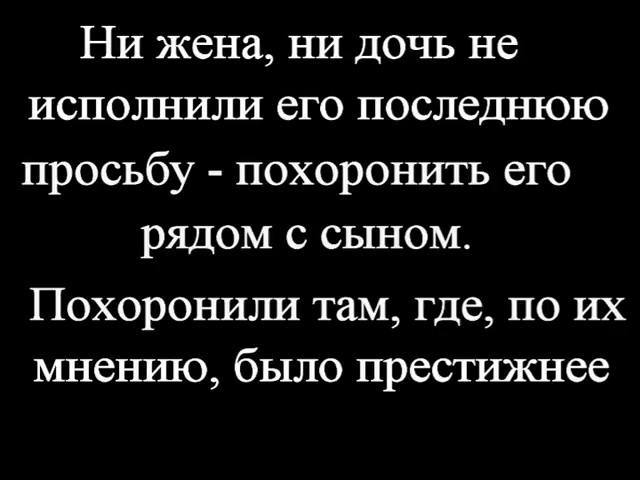 Ни жена, ни дочь не
исполнили его последнюю
просьбу - похоронить его
рядом с сыном.
Похоронили там, где, по их
мнению, было престижнее